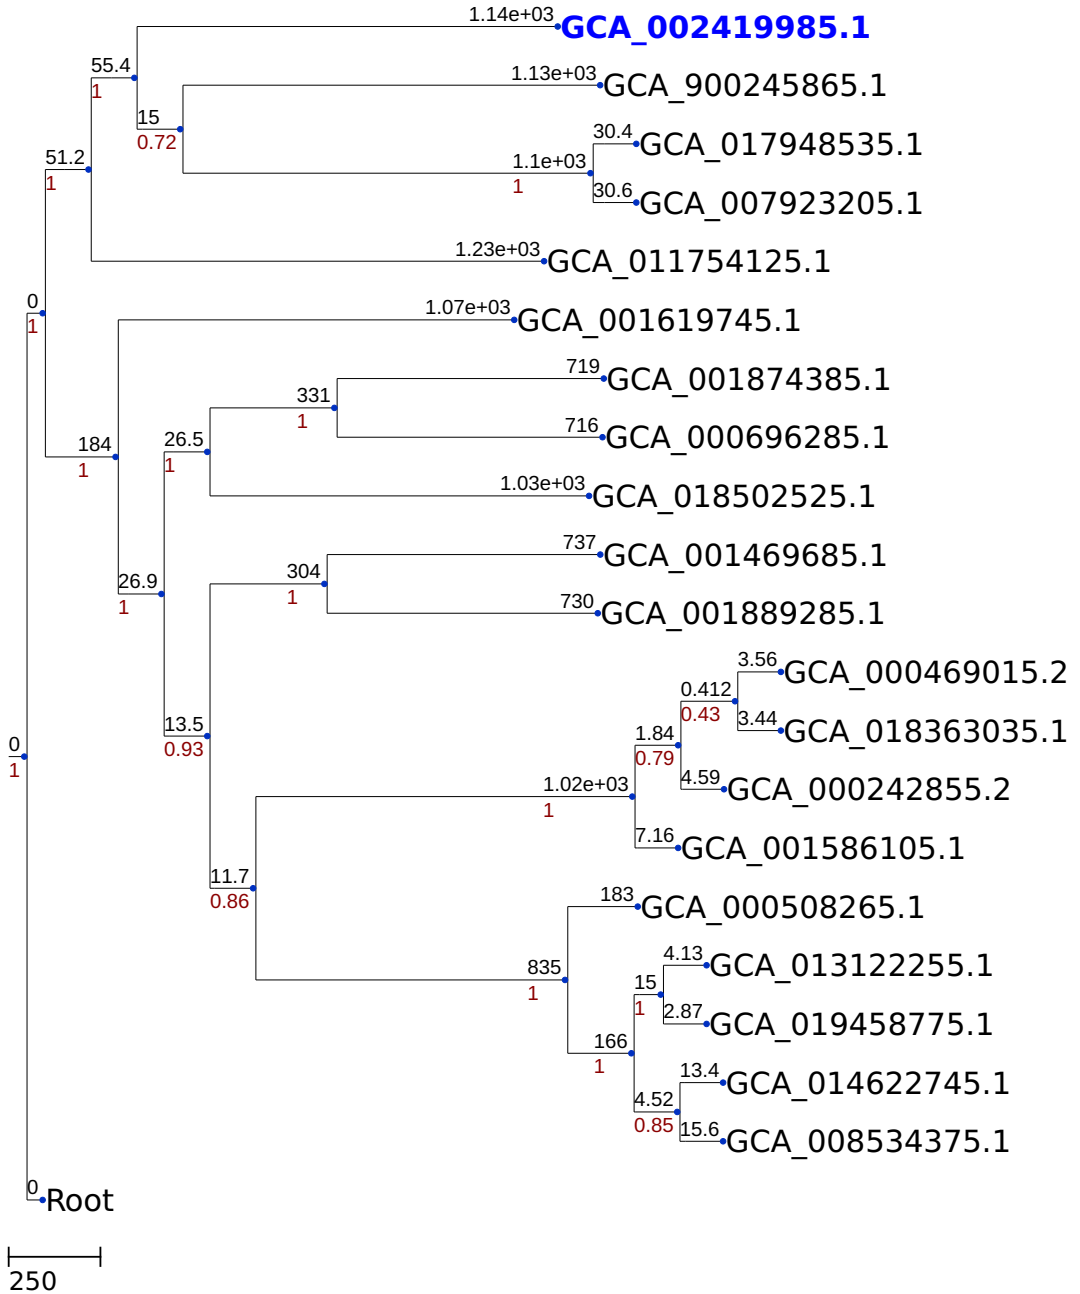 1.14e+03 GCA_002419985.1
55.4
1
1.13e+03 GCA_900245865.1
15
0.72
30.4 GCA_017948535.1
51.2
1
1.1e+03
1
30.6 GCA_007923205.1
1.23e+03 GCA_011754125.1
0
1
1.07e+03 GCA_001619745.1
719 GCA_001874385.1
331
1
716 GCA_000696285.1
184
1
26.5
1
1.03e+03 GCA_018502525.1
737 GCA_001469685.1
304
1
26.9
1
730 GCA_001889285.1
3.56 GCA_000469015.2
0.412
0.43
3.44 GCA_018363035.1
13.5
0.93
1.84
0.79
0
1
4.59 GCA_000242855.2
1.02e+03
1
7.16 GCA_001586105.1
11.7
0.86
183 GCA_000508265.1
835
1
4.13 GCA_013122255.1
15
1
2.87 GCA_019458775.1
166
1
13.4 GCA_014622745.1
4.52
0.85
15.6 GCA_008534375.1
0 Root
250